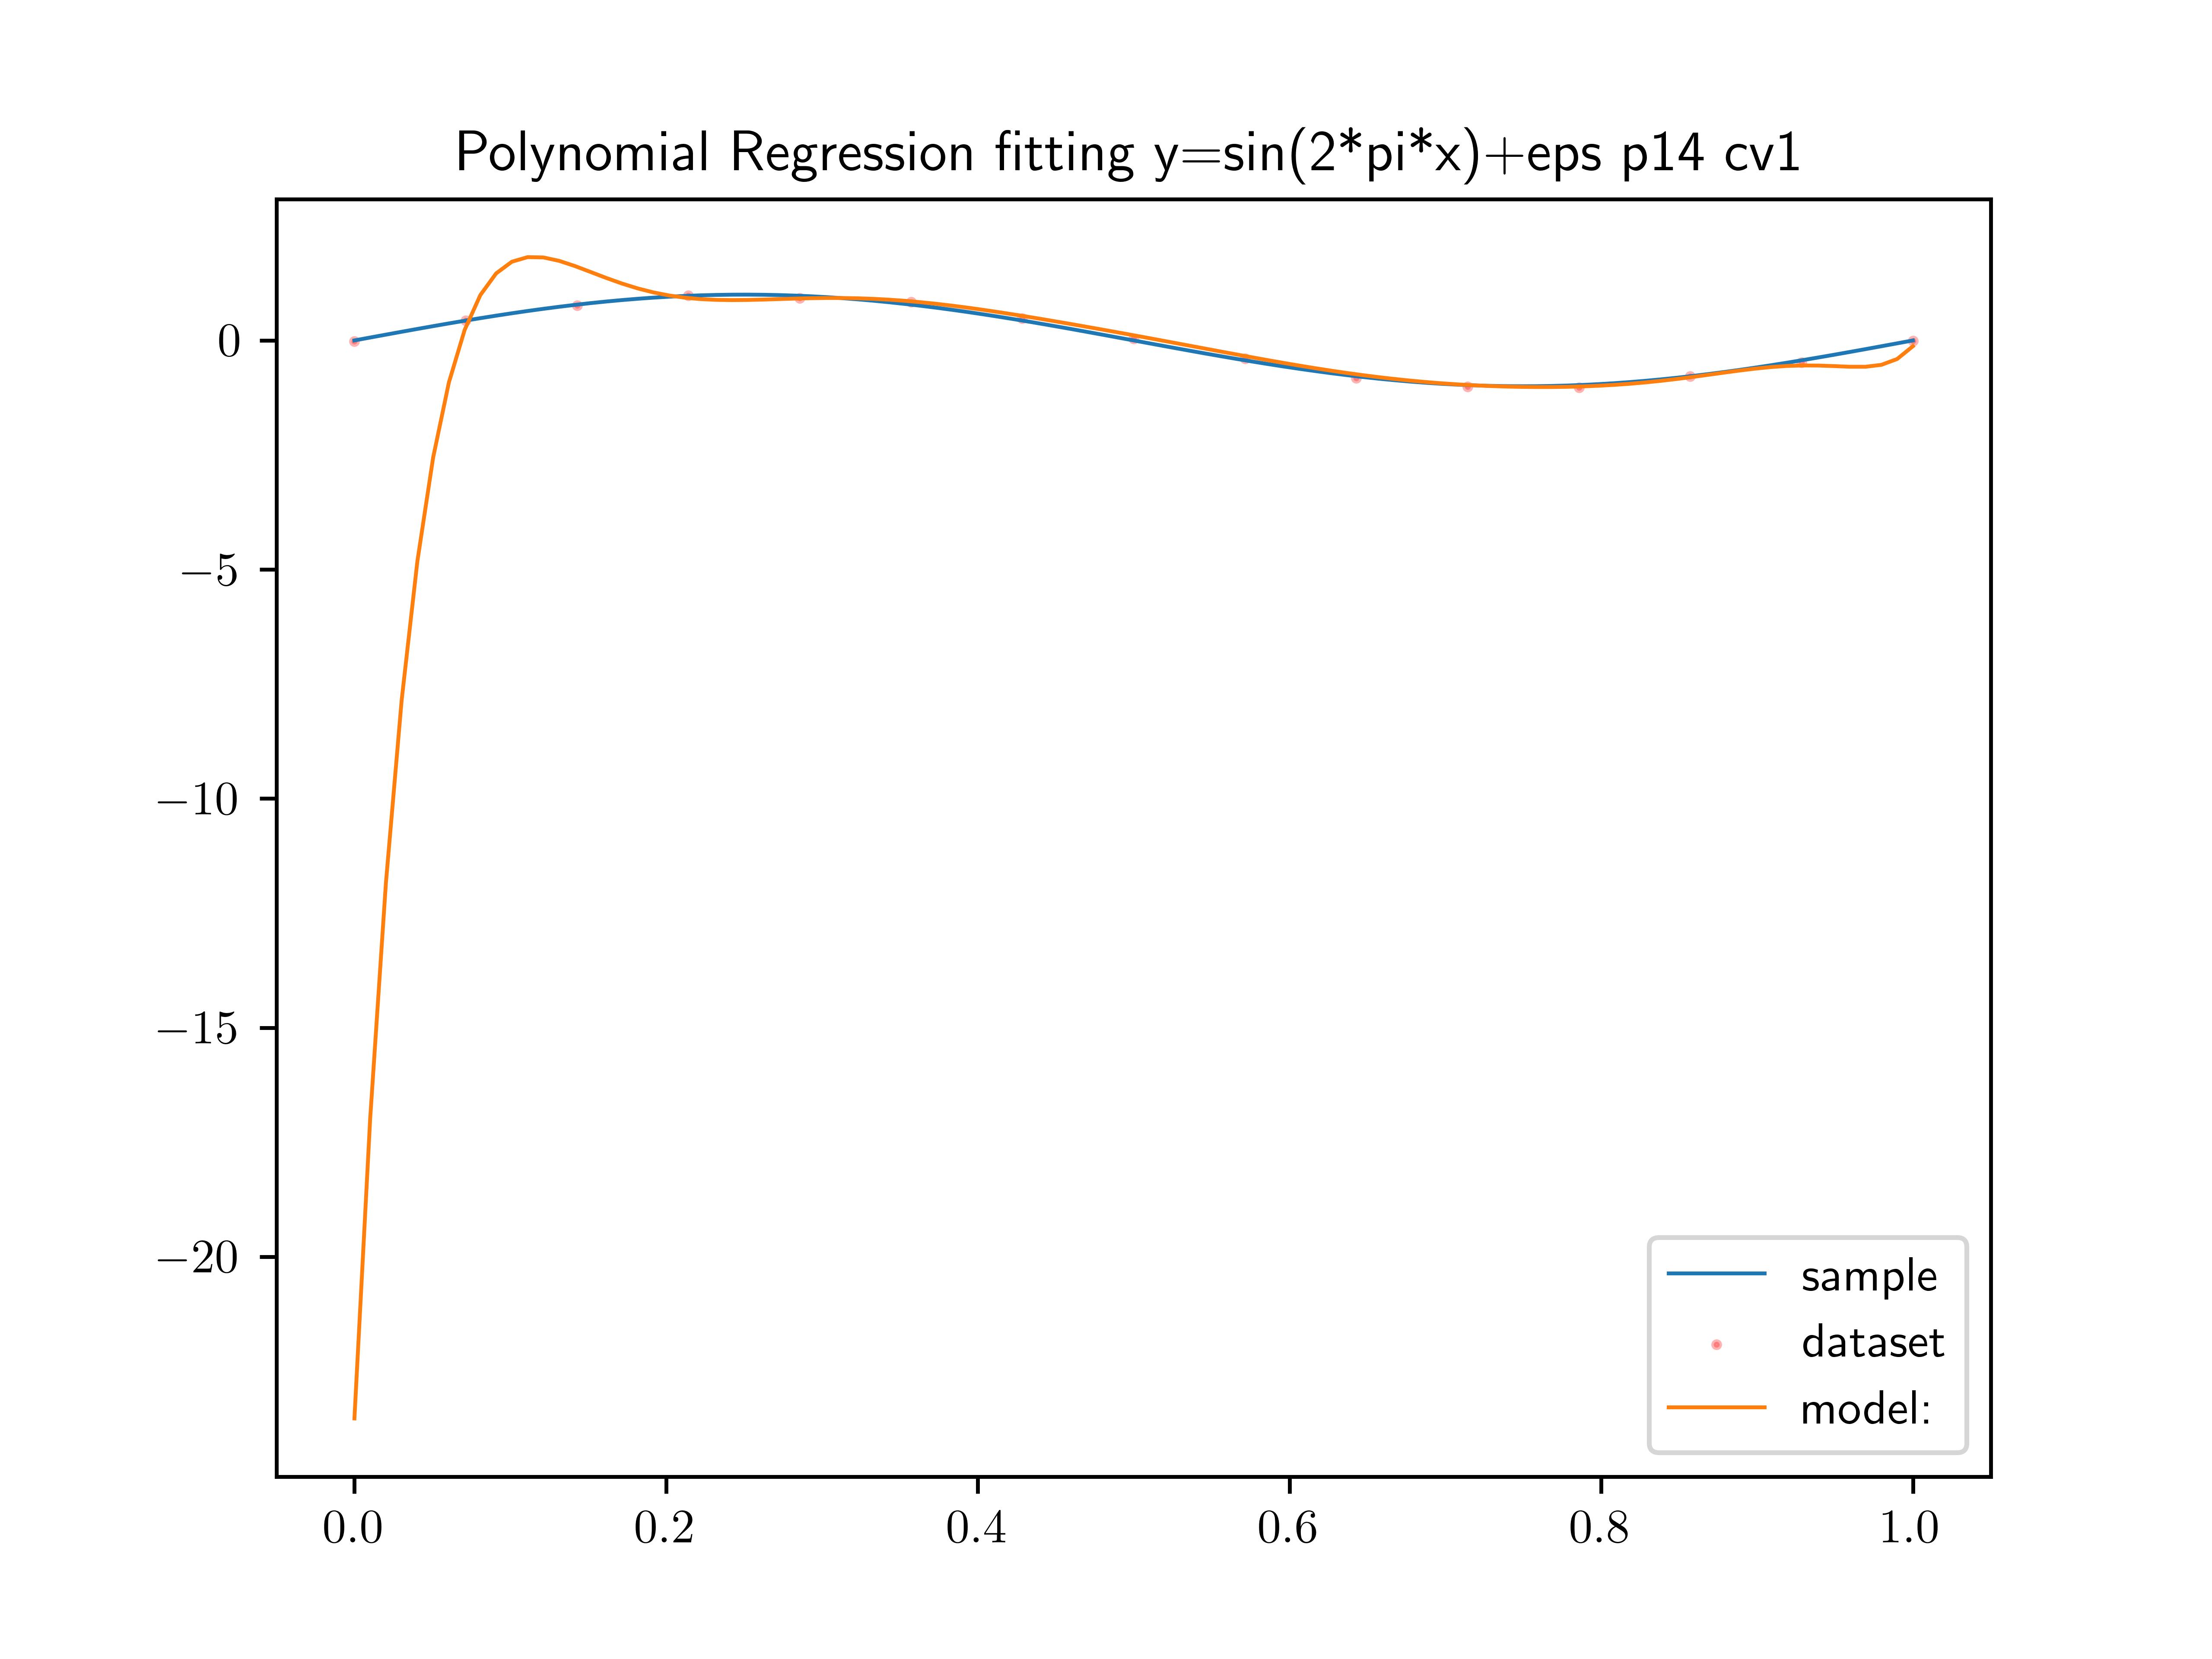 Polynomial Regression fitting y=sin(2*pi*x)+eps p14 cv1
0
−5
−10
−15
−20
sample
dataset
model:
0.0 0.2 0.4 0.6 0.8 1.0